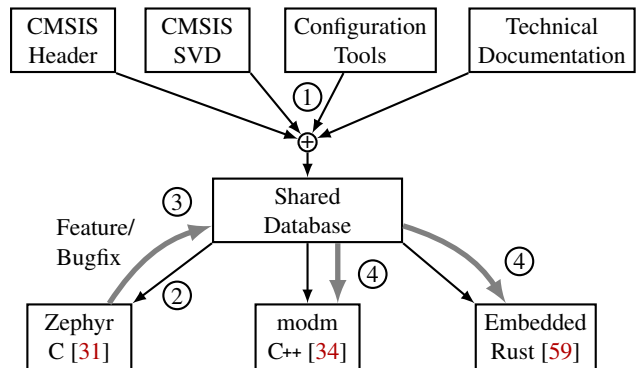 CMSIS
Header
CMSIS
SVD
Configuration
Tools
Technical
Documentation
1
+
Shared
Database
3
Feature/
Bugfix
2
4
4
Zephyr
C [31]
modm
C++ [34]
Embedded
Rust [59]